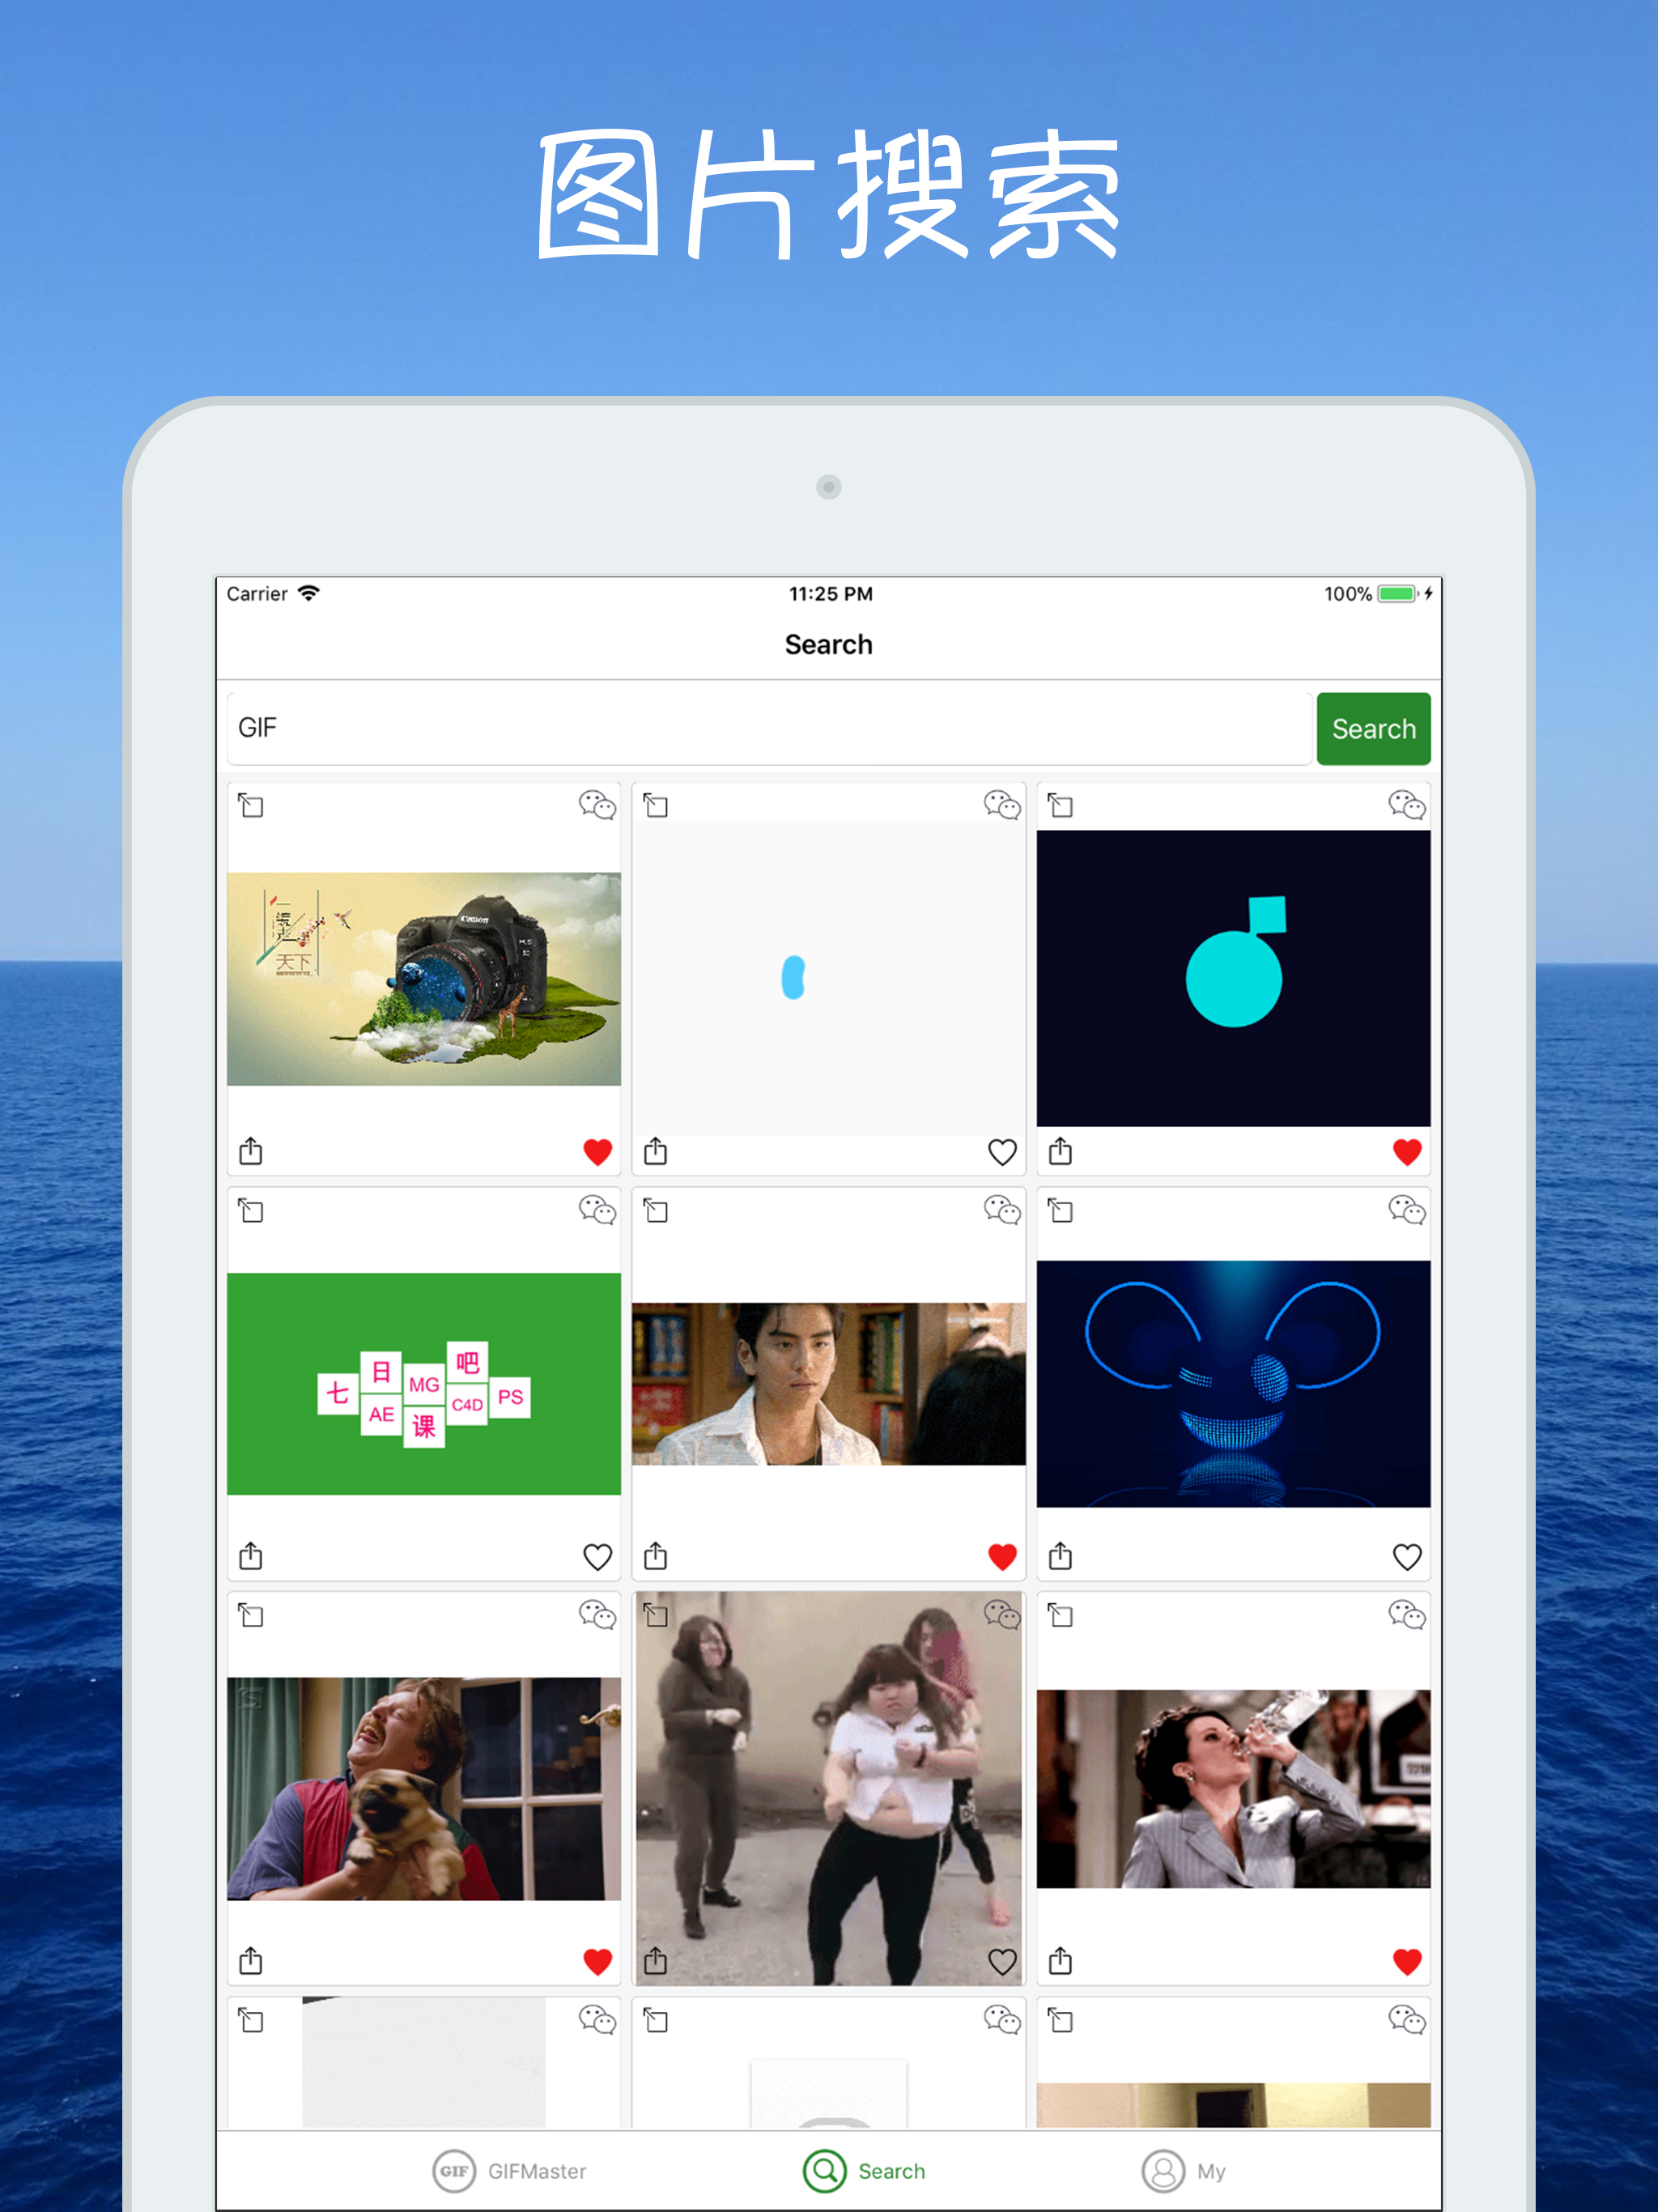 图片搜索
Carrier 11:25 PM 100%
Search
GIF Search
Canon
天下
七 日 MG 吧 PS
AE 课 C4D
GIF GIFMaster Search My